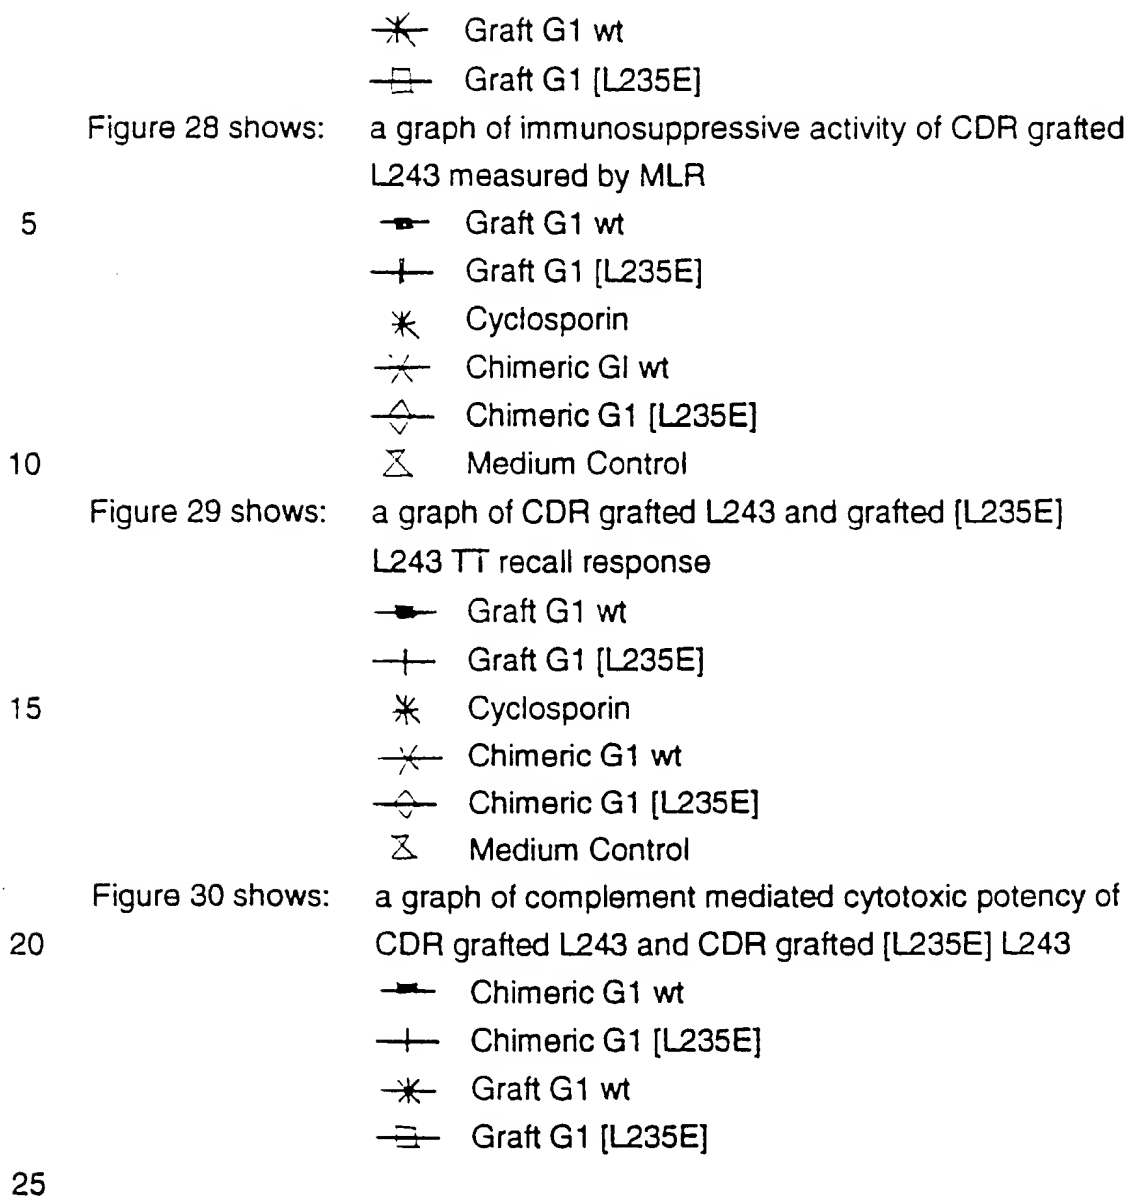 Graft G1 wt
Graft G1 [L235E]
Figure 28 shows: a graph of immunosuppressive activity of CDR grafted
L243 measured by MLR
5 Graft G1 wt
Graft G1 [L235E]
Cyclosporin
Chimeric GI wt
Chimeric G1 [L235E]
10 Medium Control
Figure 29 shows: a graph of CDR grafted L243 and grafted [L235E]
L243 TT recall response
Graft G1 wt
Graft G1 [L235E]
15 Cyclosporin
Chimeric G1 wt
Chimeric G1 [L235E]
Medium Control
Figure 30 shows: a graph of complement mediated cytotoxic potency of
20 CDR grafted L243 and CDR grafted [L235E] L243
Chimeric G1 wt
Chimeric G1 [L235E]
Graft G1 wt
Graft G1 [L235E]
25